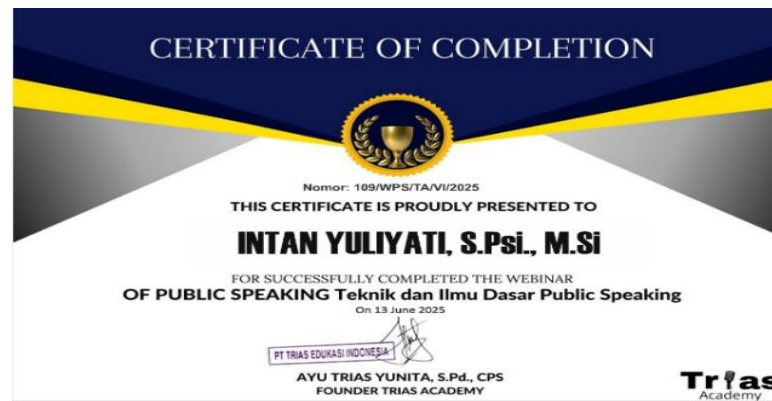 CERTIFICATE OF COMPLETION
Nomor: 109/WPS/TA/VI/2025
THIS CERTIFICATE IS PROUDLY PRESENTED TO
INTAN YULIYATI, S.Psi., M.Si
FOR SUCCESSFULLY COMPLETED THE WEBINAR
OF PUBLIC SPEAKING Teknik dan Ilmu Dasar Public Speaking
On 13 June 2025
PT TRIAS EDUKASI INDONESIA
AYU TRIAS YUNITA, S.Pd., CPS
FOUNDER TRIAS ACADEMY
Trias
Academy